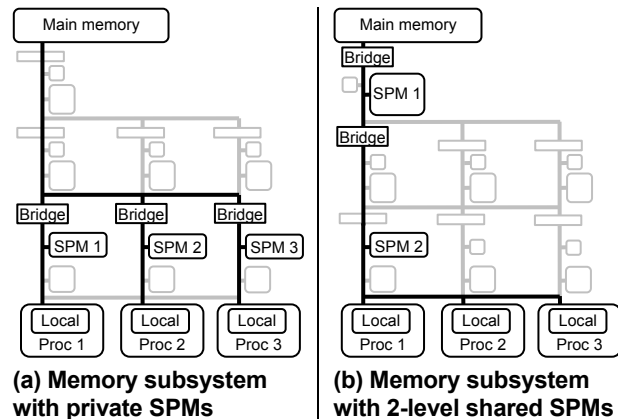 Main memory
Bridge Bridge Bridge
SPM 1 SPM 2 SPM 3
Local Local Local
Proc 1 Proc 2 Proc 3
(a) Memory subsystem
with private SPMs
Main memory
Bridge
SPM 1
Bridge
SPM 2
Local Local Local
Proc 1 Proc 2 Proc 3
(b) Memory subsystem
with 2-level shared SPMs